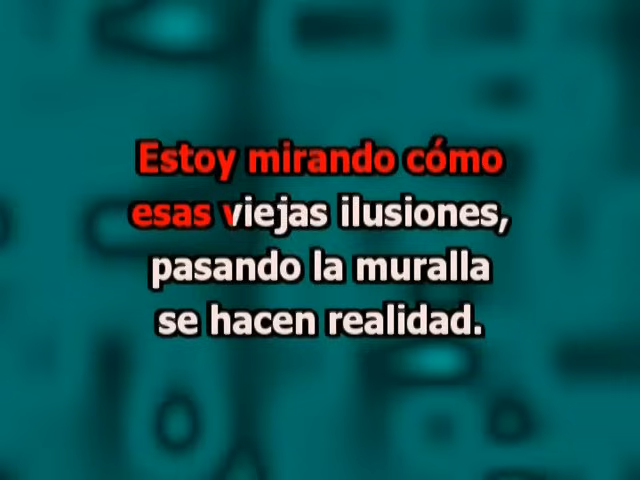 Estoy mirando cómo
esas viejas ilusiones,
pasando la muralla
se hacen realidad.